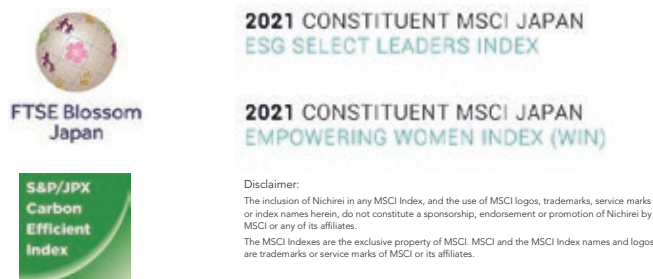 FTSE Blossom
Japan
2021 CONSTITUENT MSCI JAPAN
ESG SELECT LEADERS INDEX
2021 CONSTITUENT MSCI JAPAN
EMPOWERING WOMEN INDEX (WIN)
S&P/JPX
Carbon
Efficient
Index
Disclaimer:
The inclusion of Nichirei in any MSCI Index, and the use of MSCI logos, trademarks, service marks
or index names herein, do not constitute a sponsorship, endorsement or promotion of Nichirei by
MSCI or any of its affiliates.
The MSCI Indexes are the exclusive property of MSCI. MSCI and the MSCI Index names and logos
are trademarks or service marks of MSCI or its affiliates.